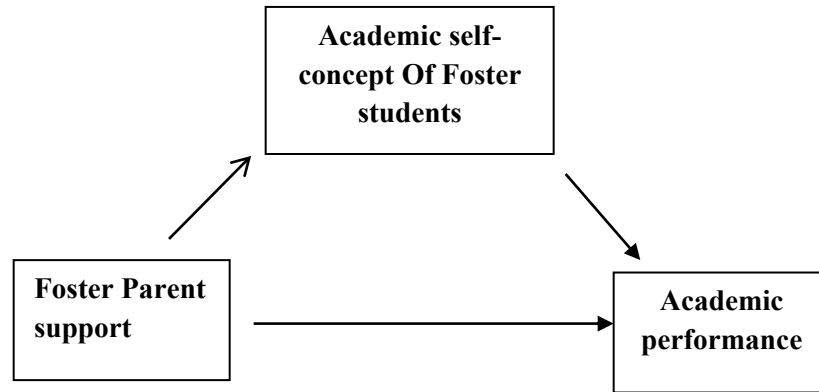 Academic self-
concept Of Foster
students
Foster Parent
support
Academic
performance